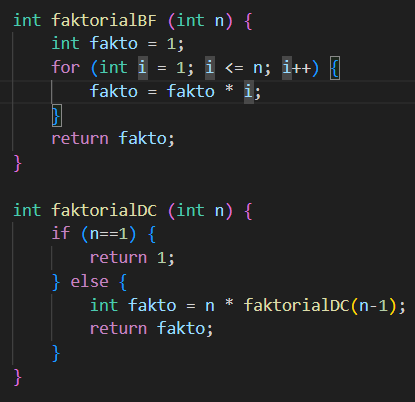 int faktorialBF (int n) {
    int fakto = 1;
    for (int i = 1; i <= n; i++) {
        fakto = fakto * i;
    }
    return fakto;
}

int faktorialDC (int n) {
    if (n==1) {
        return 1;
    } else {
        int fakto = n * faktorialDC(n-1);
        return fakto;
    }
}